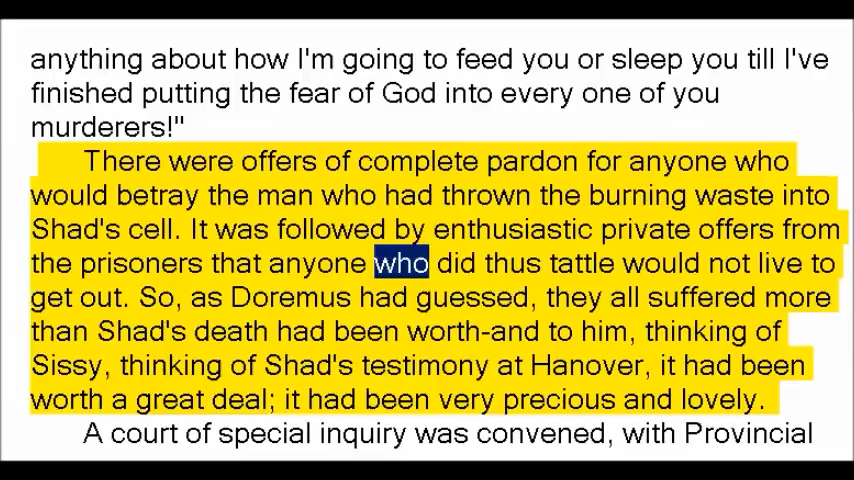 anything about how I'm going to feed you or sleep you till I've
finished putting the fear of God into every one of you
murderers!"
There were offers of complete pardon for anyone who
would betray the man who had thrown the burning waste into
Shad's cell. It was followed by enthusiastic private offers from
the prisoners that anyone who did thus tattle would not live to
get out. So, as Doremus had guessed, they all suffered more
than Shad's death had been worth-and to him, thinking of
Sissy, thinking of Shad's testimony at Hanover, it had been
worth a great deal; it had been very precious and lovely.
A court of special inquiry was convened, with Provincial